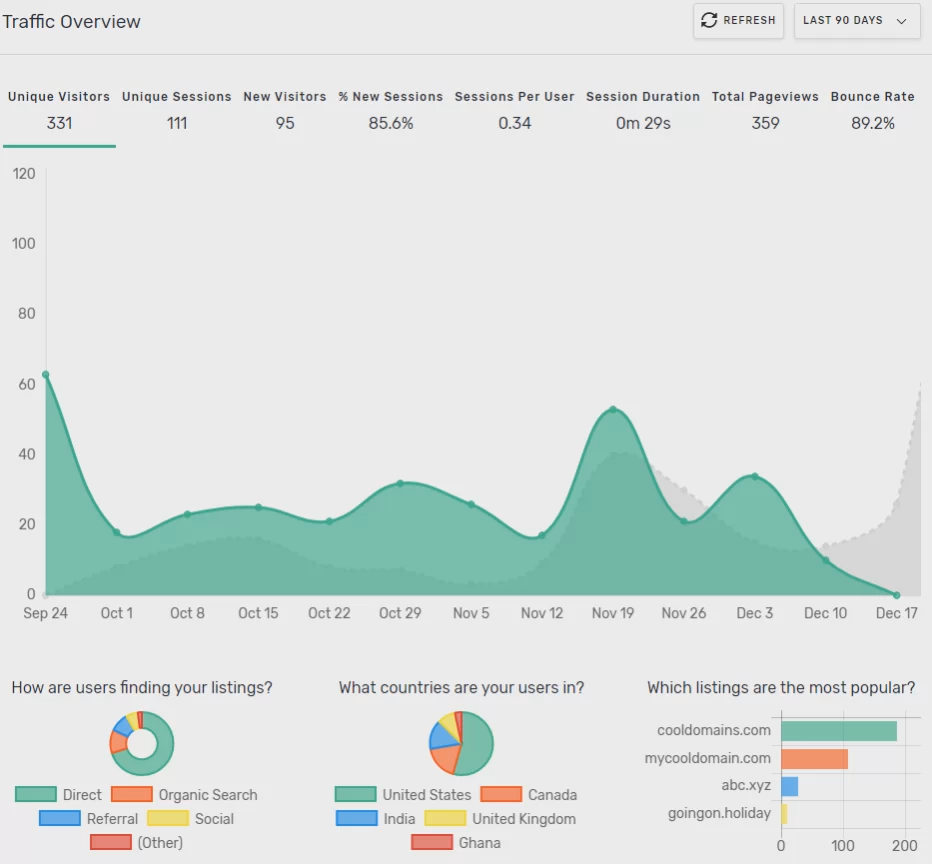 Traffic Overview
REFRESH
LAST 90 DAYS
Unique Visitors Unique Sessions New Visitors % New Sessions Sessions Per User Session Duration Total Pageviews Bounce Rate
331 111 95 85.6% 0.34 0m 29s 359 89.2%
120
100
80
60
40
20
0
Sep 24 Oct 1 Oct 8 Oct 15 Oct 22 Oct 29 Nov 5 Nov 12 Nov 19 Nov 26 Dec 3 Dec 10 Dec 17
How are users finding your listings?
Direct Organic Search
Referral Social
(Other)
What countries are your users in?
United States Canada
India United Kingdom
Ghana
Which listings are the most popular?
cooldomains.com
mycooldomain.com
abc.xyz
goingon.holiday
0 100 200